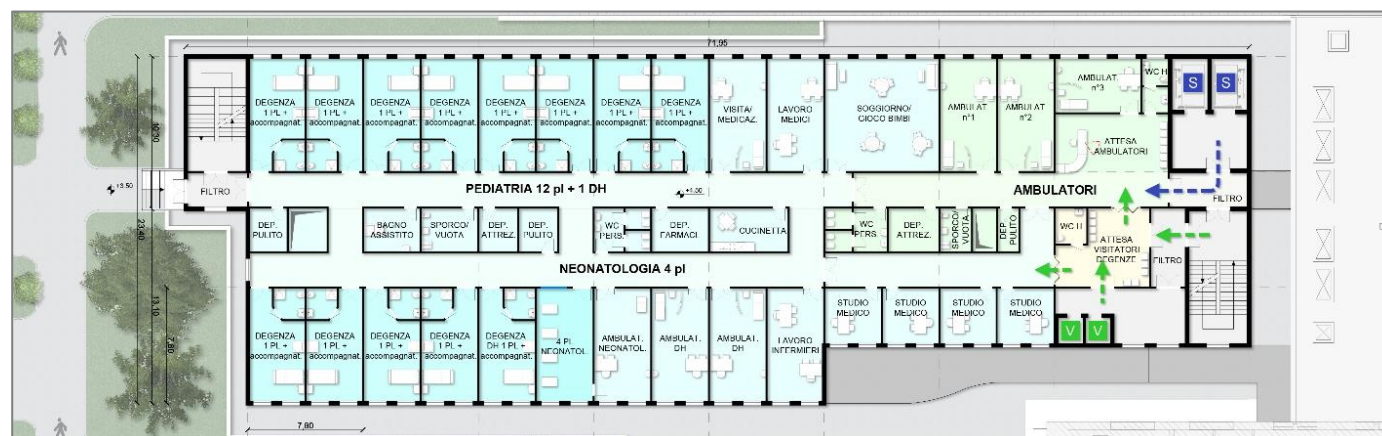 71,95
DEGENZA
1 PL +
accompagnat.
DEGENZA
1 PL +
accompagnat.
DEGENZA
1 PL +
accompagnat.
DEGENZA
1 PL +
accompagnat.
DEGENZA
1 PL +
accompagnat.
DEGENZA
1 PL +
accompagnat.
DEGENZA
1 PL +
accompagnat.
DEGENZA
1 PL +
accompagnat.
VISITA/
MEDICAZ.
LAVORO
MEDICI
SOGGIORNO/
GIOCO BIMBI
AMBULAT.
n°1
AMBULAT.
n°2
AMBULAT.
n°3
WC H
S
S
ATTESA
AMBULATORI
+3.50
FILTRO
PEDIATRIA 12 pl + 1 DH
AMBULATORI
FILTRO
DEP.
PULITO
BAGNO
ASSISTITO
SPORCO/
VUOTA
DEP.
ATTREZ.
DEP.
PULITO
WC
PERS.
DEP.
FARMACI
CUCINETTA
WC
PERS.
DEP.
ATTREZ.
SPORCO/
VUOTA
DEP.
PULITO
WC H
ATTESA
VISITATORI
DEGENZE
FILTRO
23,40
NEONATOLOGIA 4 pl
13,10
7,80
DEGENZA
1 PL +
accompagnat.
DEGENZA
1 PL +
accompagnat.
DEGENZA
1 PL +
accompagnat.
DEGENZA
1 PL +
accompagnat.
DEGENZA
DH 1 PL +
accompagnat.
4 Pl
NEONATOL.
AMBULAT.
NEONATOL.
AMBULAT.
DH
AMBULAT.
DH
LAVORO
INFERMIERI
STUDIO
MEDICO
STUDIO
MEDICO
STUDIO
MEDICO
STUDIO
MEDICO
V
V
7,80